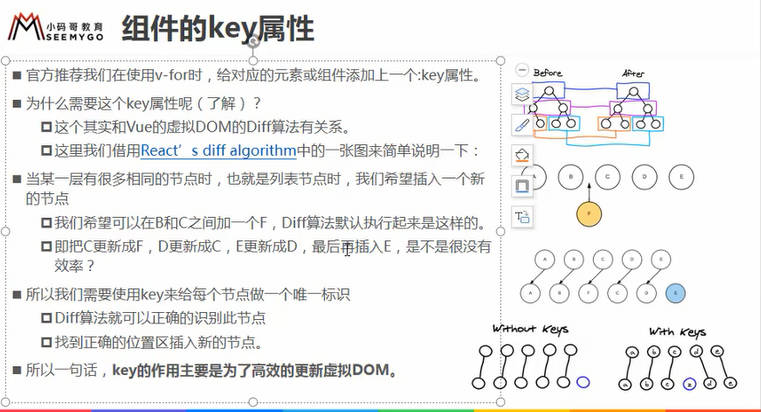 小码哥教育
SEEMYGO
组件的key属性
官方推荐我们在使用v-for时，给对应的元素或组件添加上一个:key属性。
为什么需要这个key属性呢（了解）？
这个其实和Vue的虚拟DOM的Diff算法有关系。
这里我们借用React’s diff algorithm中的一张图来简单说明一下：
当某一层有很多相同的节点时，也就是列表节点时，我们希望插入一个新
的节点
我们希望可以在B和C之间加一个F，Diff算法默认执行起来是这样的。
即把C更新成F，D更新成C，E更新成D，最后再插入E，是不是很没有
效率？
所以我们需要使用key来给每个节点做一个唯一标识
Diff算法就可以正确的识别此节点
找到正确的位置区插入新的节点。
所以一句话，key的作用主要是为了高效的更新虚拟DOM。
Before After
A B C D E
F
A B C D E
A B F C D E
Without Keys
With Keys
a b c d e
a b c x d e